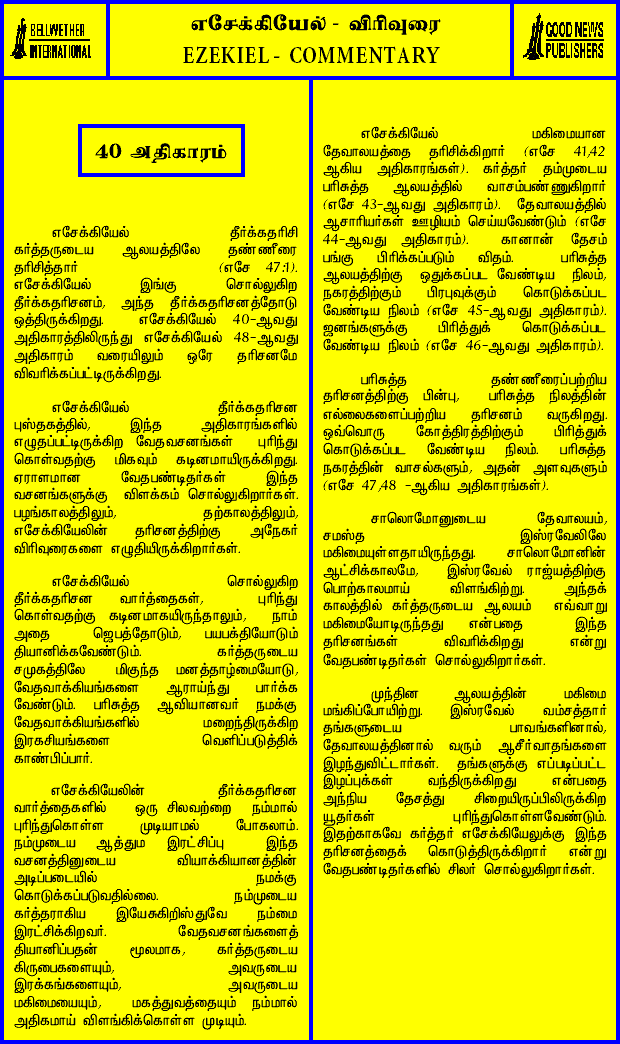 BELLWETHER
INTERNATIONAL
எசேக்கியேல் - விரிவுரை
EZEKIEL - COMMENTARY
GOOD NEWS
PUBLISHERS
40 அதிகாரம்
எசேக்கியேல் தீர்க்கதரிசி
கர்த்தருடைய ஆலயத்திலே தண்ணீரை
தரிசித்தார் (எசே 47:1).
எசேக்கியேல் இங்கு சொல்லுகிற
தீர்க்கதரிசனம், அந்த தீர்க்கதரிசனத்தோடு
ஒத்திருக்கிறது. எசேக்கியேல் 40-ஆவது
அதிகாரத்திலிருந்து எசேக்கியேல் 48-ஆவது
அதிகாரம் வரையிலும் ஒரே தரிசனமே
விவரிக்கப்பட்டிருக்கிறது.
எசேக்கியேல் தீர்க்கதரிசன
புஸ்தகத்தில், இந்த அதிகாரங்களில்
எழுதப்பட்டிருக்கிற வேதவசனங்கள் புரிந்து
கொள்வதற்கு மிகவும் கடினமாயிருக்கிறது.
ஏராளமான வேதபண்டிதர்கள் இந்த
வசனங்களுக்கு விளக்கம் சொல்லுகிறார்கள்.
பழங்காலத்திலும், தற்காலத்திலும்,
எசேக்கியேலின் தரிசனத்திற்கு அநேகர்
விரிவுரைகளை எழுதியிருக்கிறார்கள்.
எசேக்கியேல் சொல்லுகிற
தீர்க்கதரிசன வார்த்தைகள், புரிந்து
கொள்வதற்கு கடினமாகயிருந்தாலும், நாம்
அதை ஜெபத்தோடும், பயபக்தியோடும்
தியானிக்கவேண்டும். கர்த்தருடைய
சமுகத்திலே மிகுந்த மனத்தாழ்மையோடு,
வேதவாக்கியங்களை ஆராய்ந்து பார்க்க
வேண்டும். பரிசுத்த ஆவியானவர் நமக்கு
வேதவாக்கியங்களில் மறைந்திருக்கிற
இரகசியங்களை வெளிப்படுத்திக்
காண்பிப்பார்.
எசேக்கியேலின் தீர்க்கதரிசன
வார்த்தைகளில் ஒரு சிலவற்றை நம்மால்
புரிந்துகொள்ள முடியாமல் போகலாம்.
நம்முடைய ஆத்தும இரட்சிப்பு இந்த
வசனத்தினுடைய வியாக்கியானத்தின்
அடிப்படையில் நமக்கு
கொடுக்கப்படுவதில்லை. நம்முடைய
கர்த்தராகிய இயேசுகிறிஸ்துவே நம்மை
இரட்சிக்கிறவர். வேதவசனங்களைத்
தியானிப்பதன் மூலமாக, கர்த்தருடைய
கிருபைகளையும், அவருடைய
இரக்கங்களையும், அவருடைய
மகிமையையும், மகத்துவத்தையும் நம்மால்
அதிகமாய் விளங்கிக்கொள்ள முடியும்.
எசேக்கியேல் மகிமையான
தேவாலயத்தை தரிசிக்கிறார் (எசே 41,42
ஆகிய அதிகாரங்கள்). கர்த்தர் தம்முடைய
பரிசுத்த ஆலயத்தில் வாசம்பண்ணுகிறார்
(எசே 43-ஆவது அதிகாரம்). தேவாலயத்தில்
ஆசாரியர்கள் ஊழியம் செய்யவேண்டும் (எசே
44-ஆவது அதிகாரம்). கானான் தேசம்
பங்கு பிரிக்கப்படும் விதம். பரிசுத்த
ஆலயத்திற்கு ஒதுக்கப்பட வேண்டிய நிலம்,
நகரத்திற்கும் பிரபுவுக்கும் கொடுக்கப்பட
வேண்டிய நிலம் (எசே 45-ஆவது அதிகாரம்).
ஜனங்களுக்கு பிரித்துக் கொடுக்கப்பட
வேண்டிய நிலம் (எசே 46-ஆவது அதிகாரம்).
பரிசுத்த தண்ணீரைப்பற்றிய
தரிசனத்திற்கு பின்பு, பரிசுத்த நிலத்தின்
எல்லைகளைப்பற்றிய தரிசனம் வருகிறது.
ஒவ்வொரு கோத்திரத்திற்கும் பிரித்துக்
கொடுக்கப்பட வேண்டிய நிலம். பரிசுத்த
நகரத்தின் வாசல்களும், அதன் அளவுகளும்
(எசே 47,48 -ஆகிய அதிகாரங்கள்).
சாலொமோனுடைய தேவாலயம்,
சமஸ்த இஸ்ரவேலிலே
மகிமையுள்ளதாயிருந்தது. சாலொமோனின்
ஆட்சிக்காலமே, இஸ்ரவேல் ராஜ்யத்திற்கு
பொற்காலமாய் விளங்கிற்று. அந்தக்
காலத்தில் கர்த்தருடைய ஆலயம் எவ்வாறு
மகிமையோடிருந்தது என்பதை இந்த
தரிசனங்கள் விவரிக்கிறது என்று
வேதபண்டிதர்கள் சொல்லுகிறார்கள்.
முந்தின ஆலயத்தின் மகிமை
மங்கிப்போயிற்று. இஸ்ரவேல் வம்சத்தார்
தங்களுடைய பாவங்களினால்,
தேவாலயத்தினால் வரும் ஆசீர்வாதங்களை
இழந்துவிட்டார்கள். தங்களுக்கு எப்படிப்பட்ட
இழப்புக்கள் வந்திருக்கிறது என்பதை
அந்நிய தேசத்து சிறையிருப்பிலிருக்கிற
யூதர்கள் புரிந்துகொள்ளவேண்டும்.
இதற்காகவே கர்த்தர் எசேக்கியேலுக்கு இந்த
தரிசனத்தைக் கொடுத்திருக்கிறார் என்று
வேதபண்டிதர்களில் சிலர் சொல்லுகிறார்கள்.